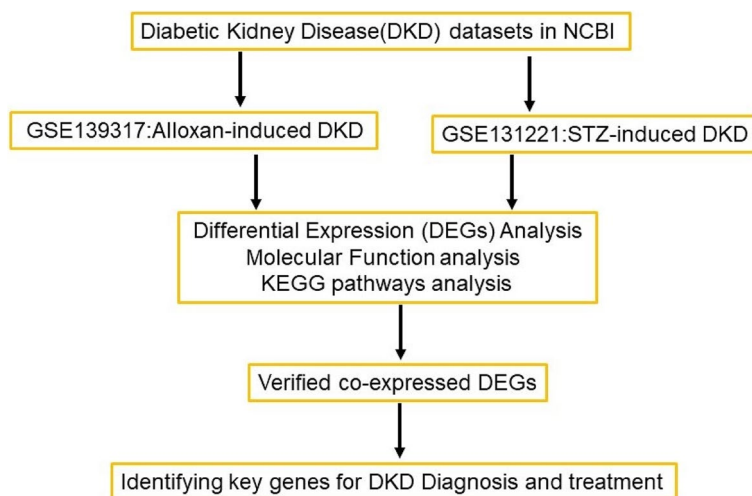 Diabetic Kidney Disease(DKD) datasets in NCBI
GSE139317:Alloxan-induced DKD
GSE131221:STZ-induced DKD
Differential Expression (DEGs) Analysis
Molecular Function analysis
KEGG pathways analysis
Verified co-expressed DEGs
Identifying key genes for DKD Diagnosis and treatment